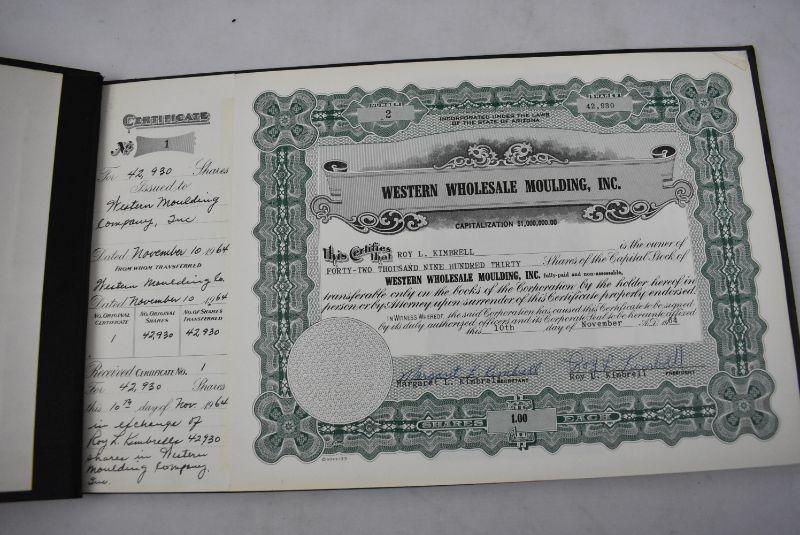 CERTIFICATE
No. 1
For 42,930 Shares
Issued to
Western Moulding
Company, Inc
Dated November 10 1964
FROM WHOM TRANSFERRED
Western Moulding Co.
Dated November 10 1964
NO. ORIGINAL CERTIFICATE NO. ORIGINAL SHARES NO. OF SHARES TRANSFERRED
1 42930 42,930
Received CERTIFICATE NO. 1
For 42,930 Shares
this 10th day of Nov. 1964
in exchange of
Roy L. Kimbrells 42930
shares in Western
Moulding Company,
Inc.
NUMBER
2
SHARES
42,930
INCORPORATED UNDER THE LAWS
OF THE STATE OF ARIZONA
WESTERN WHOLESALE MOULDING, INC.
CAPITALIZATION $1,000,000.00
This Certifies that ROY L. KIMBRELL is the owner of
FORTY-TWO THOUSAND NINE HUNDRED THIRTY Shares of the Capital Stock of
WESTERN WHOLESALE MOULDING, INC. fully-paid and non-assessable,
transferable only on the books of the Corporation by the holder hereof in
person or by Attorney upon surrender of this Certificate properly endorsed.
IN WITNESS WHEREOF, the said Corporation has caused this Certificate to be signed
by its duly authorized officers and its Corporate Seal to be hereunto affixed
this 10th day of November A.D. 1964
Margaret L. Kimbrell
Roy L. Kimbrell
Margaret L. Kimbrell SECRETARY
Roy L. Kimbrell PRESIDENT
SHARES 1.00 EACH